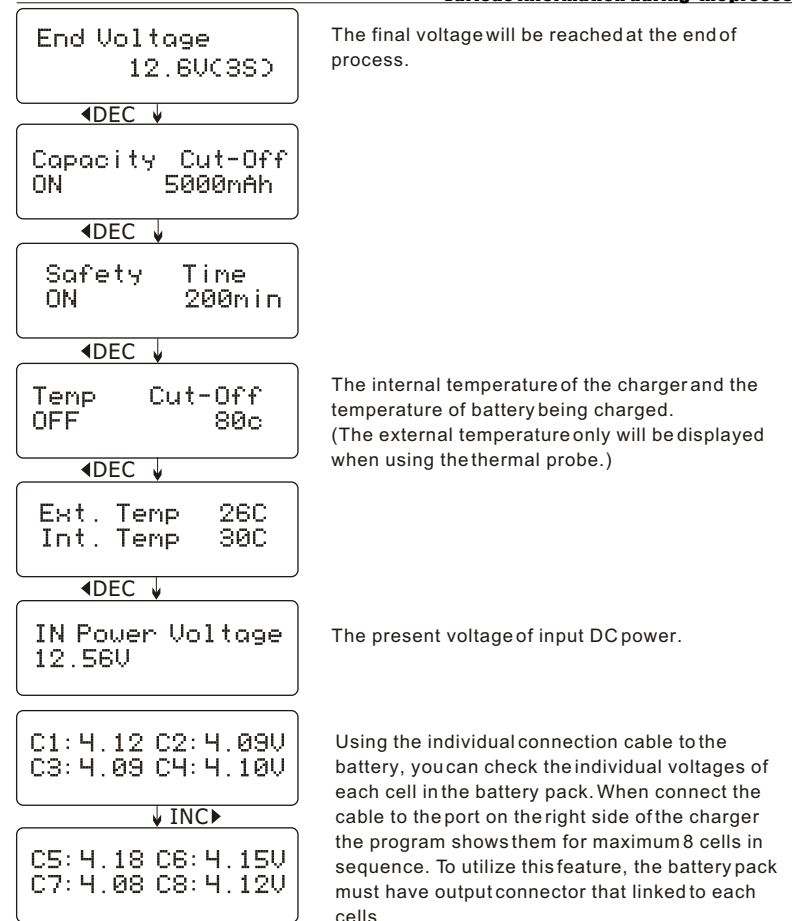 Various information during the process
End Voltage
12.6V(3S)
The final voltage will be reached at the end of
process.
◀DEC ↓
Capacity Cut-Off
ON 5000mAh
◀DEC ↓
Safety Time
ON 200min
◀DEC ↓
Temp Cut-Off
OFF 80c
The internal temperature of the charger and the
temperature of battery being charged.
(The external temperature only will be displayed
when using the thermal probe.)
◀DEC ↓
Ext. Temp 26C
Int. Temp 30C
◀DEC ↓
IN Power Voltage
12.56V
The present voltage of input DC power.
C1:4.12 C2:4.09V
C3:4.09 C4:4.10V
↓ INC▶
C5:4.18 C6:4.15V
C7:4.08 C8:4.12V
Using the individual connection cable to the
battery, you can check the individual voltages of
each cell in the battery pack. When connect the
cable to the port on the right side of the charger
the program shows them for maximum 8 cells in
sequence. To utilize this feature, the battery pack
must have output connector that linked to each
cells